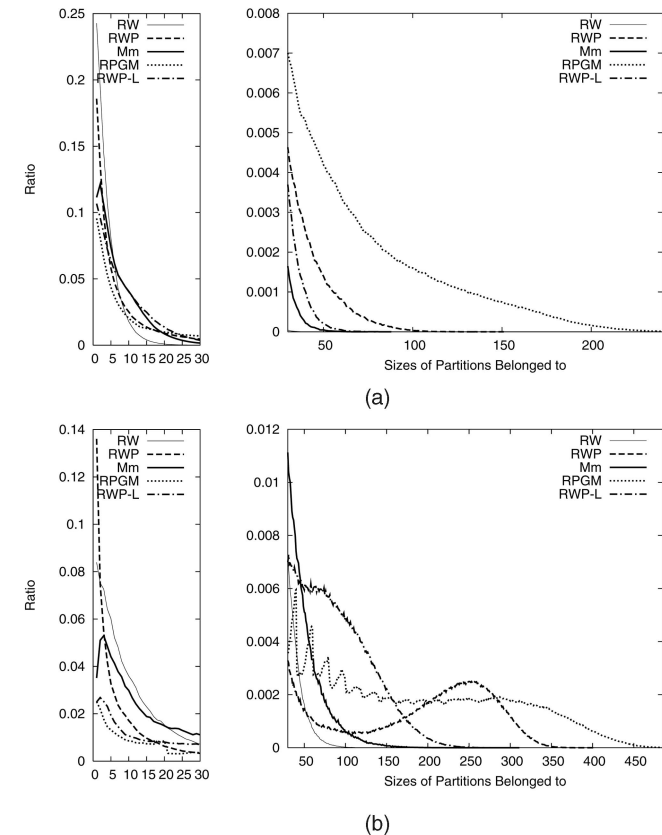 0.25
0.2
0.15
0.1
0.05
0
Ratio
RW
RWP
Mm
RPGM
RWP-L
0 5 10 15 20 25 30
0.008
0.007
0.006
0.005
0.004
0.003
0.002
0.001
0
RW
RWP
Mm
RPGM
RWP-L
50 100 150 200
Sizes of Partitions Belonged to
(a)
0.14
0.12
0.1
0.08
0.06
0.04
0.02
0
Ratio
RW
RWP
Mm
RPGM
RWP-L
0 5 10 15 20 25 30
0.012
0.01
0.008
0.006
0.004
0.002
0
RW
RWP
Mm
RPGM
RWP-L
50 100 150 200 250 300 350 400 450
Sizes of Partitions Belonged to
(b)